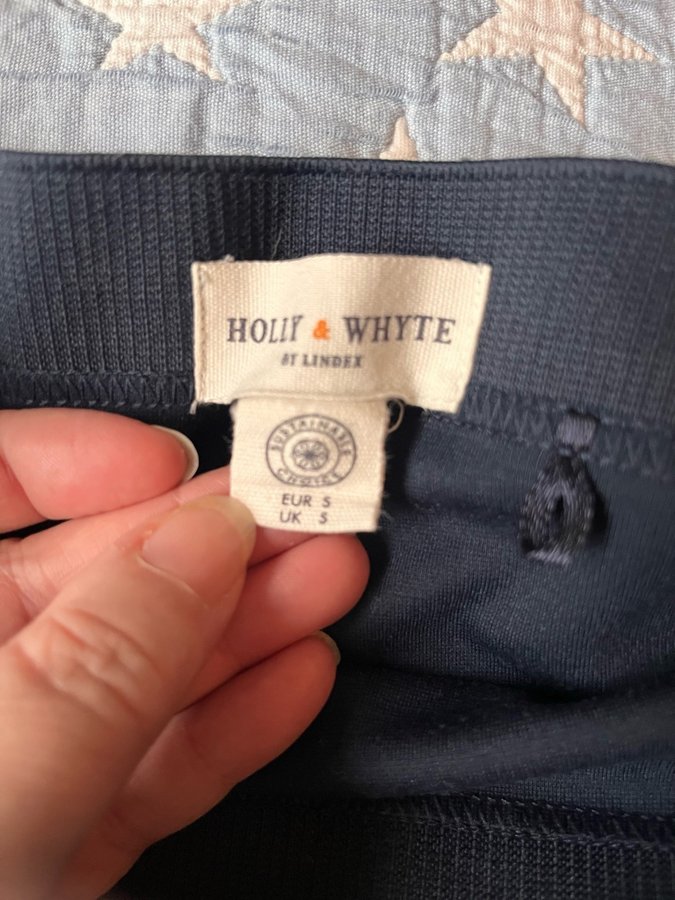 HOLLY & WHYTE
BY LINDEX
SUSTAINABLE
CHOICE
EUR S
UK S